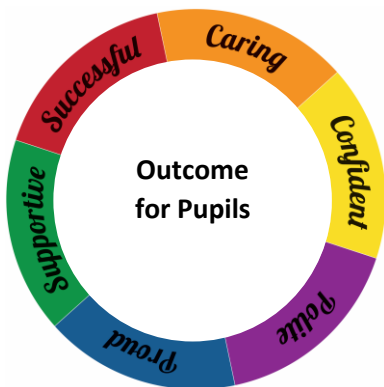 Caring
Confident
Polite
Proud
Supportive
Successful
Outcome
for Pupils